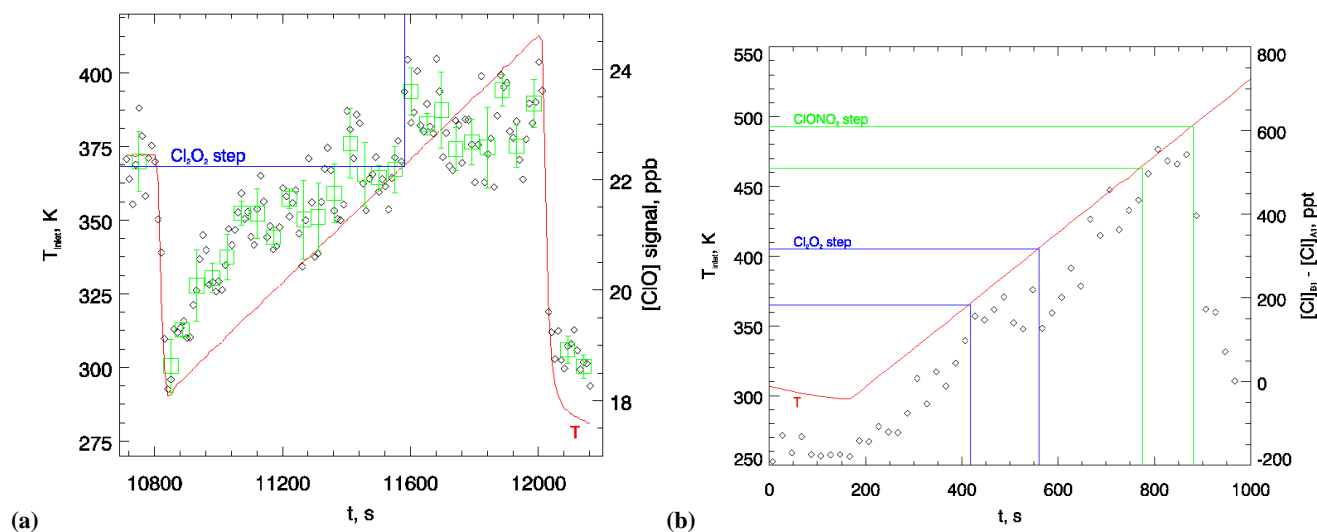 400
375
350
325
300
275
T_inlet, K
Cl₂O₂ step
T
24
22
20
18
[ClO] signal, ppb
10800 11200 11600 12000
t, s
(a)
550
500
450
400
350
300
250
T_inlet, K
ClONO₂ step
Cl₂O₂ step
T
800
600
400
200
0
-200
[Cl]_B1 - [Cl]_A1, ppt
0 200 400 600 800 1000
t, s
(b)